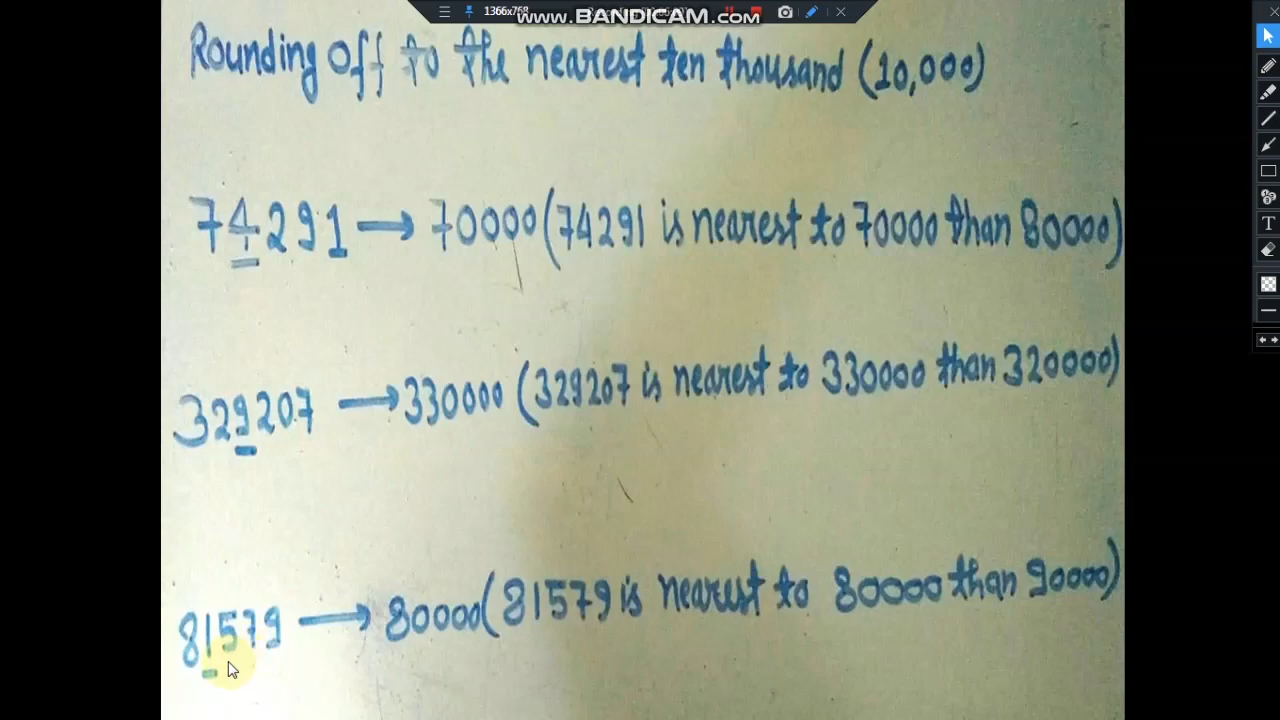 1366x768
www.BANDICAM.com
Rounding off to the nearest ten thousand (10,000)
74291 → 70000 (74291 is nearest to 70000 than 80000)
329207 → 330000 (329207 is nearest to 330000 than 320000)
81579 → 80000 (81579 is nearest to 80000 than 90000)